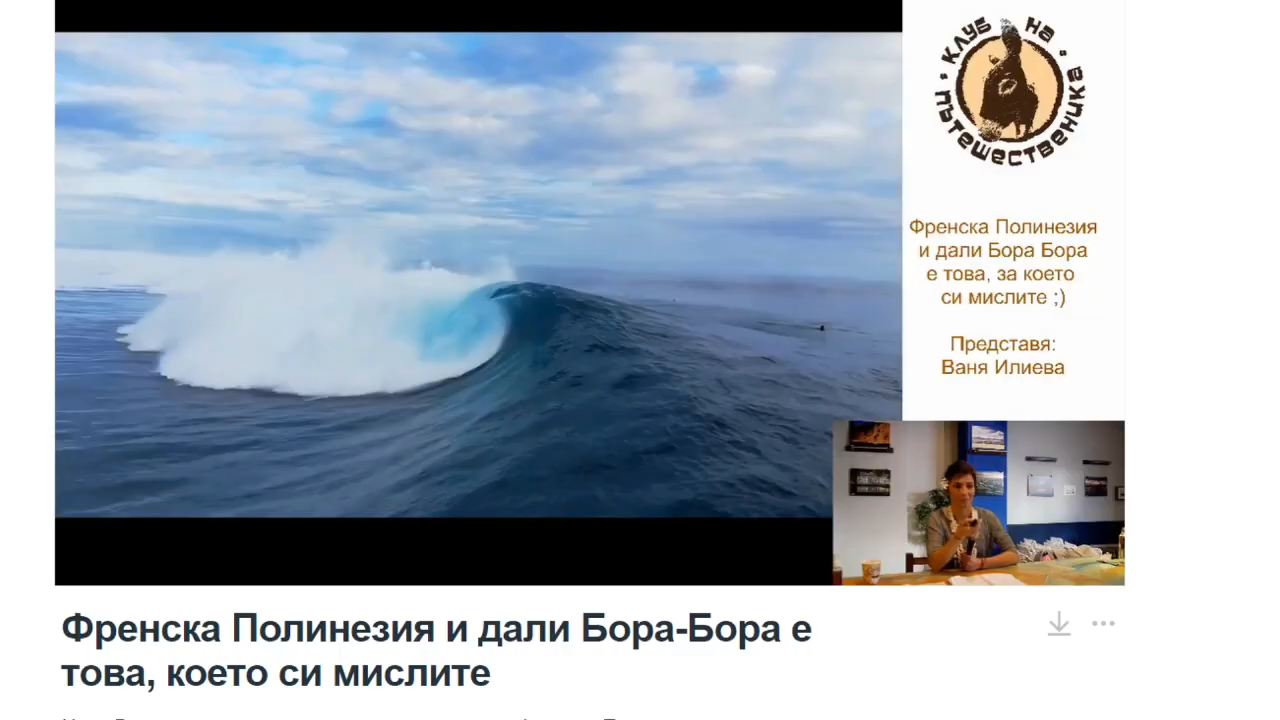 Клуб на пътешественика
Френска Полинезия
и дали Бора Бора
е това, за което
си мислите ;)
Представя:
Ваня Илиева
Френска Полинезия и дали Бора-Бора е
това, което си мислите